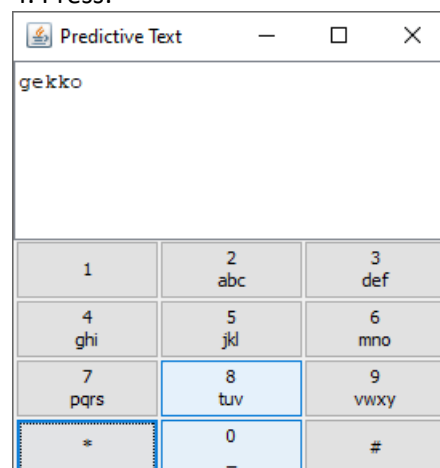 4. Press:
Predictive Text
gekko
1
2
abc
3
def
4
ghi
5
jkl
6
mno
7
pqrs
8
tuv
9
vwxy
*
0
_
#